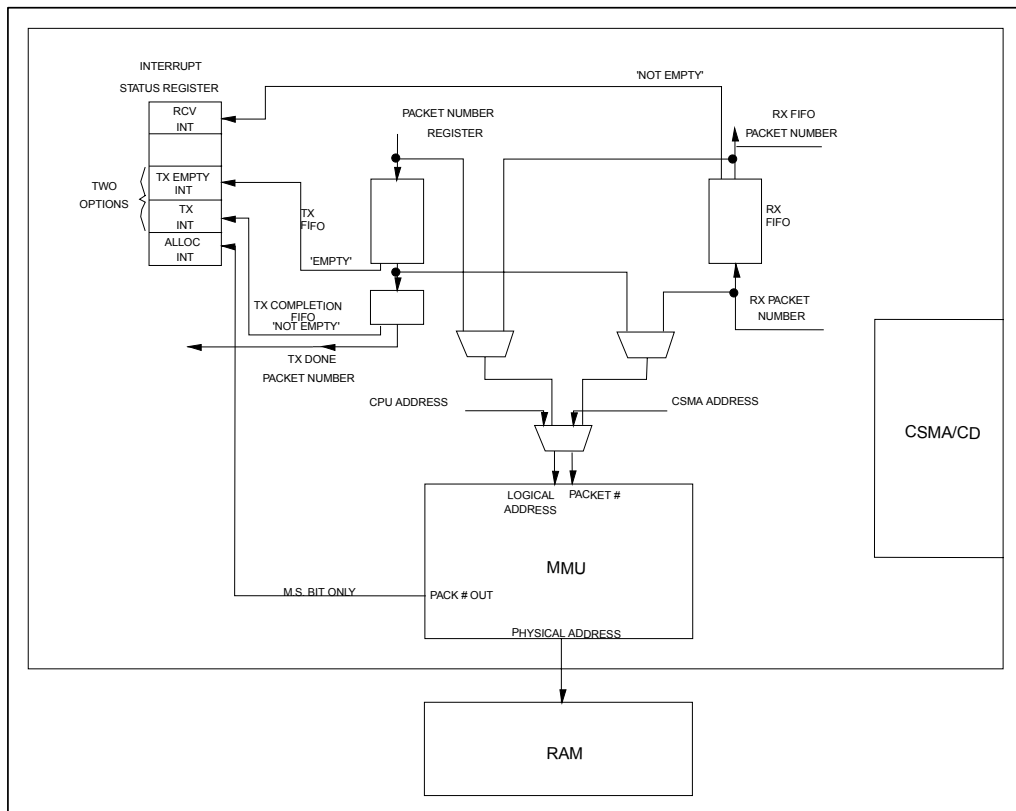 INTERRUPT
STATUS REGISTER
RCV
INT
TWO
OPTIONS
TX EMPTY
INT
TX
INT
ALLOC
INT
'NOT EMPTY'
PACKET NUMBER
REGISTER
RX FIFO
PACKET NUMBER
TX
FIFO
RX
FIFO
'EMPTY'
TX COMPLETION
FIFO
'NOT EMPTY'
TX DONE
PACKET NUMBER
RX PACKET
NUMBER
CPU ADDRESS
CSMA ADDRESS
CSMA/CD
LOGICAL
ADDRESS
PACKET #
MMU
M.S. BIT ONLY
PACK # OUT
PHYSICAL ADDRESS
RAM